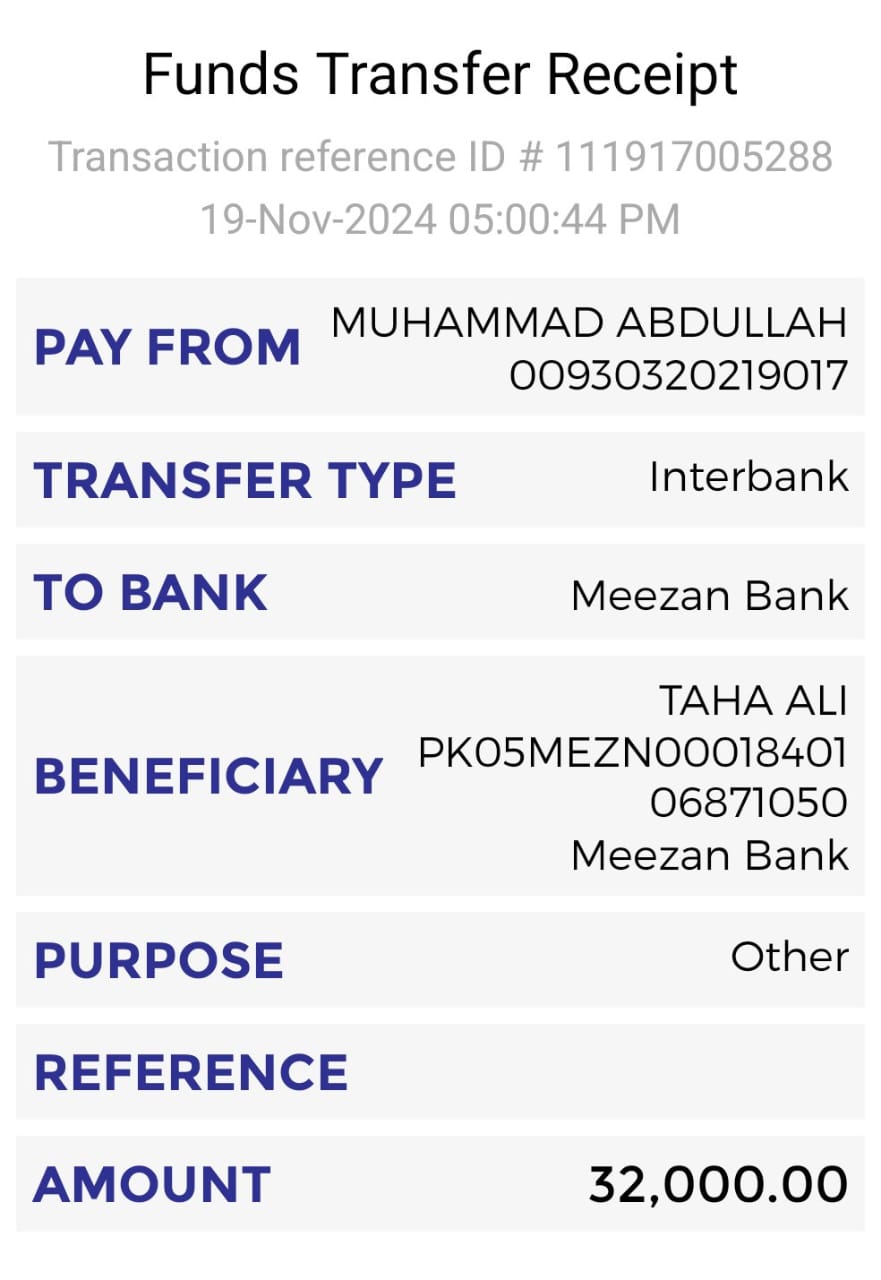 Funds Transfer Receipt
Transaction reference ID # 111917005288
19-Nov-2024 05:00:44 PM
PAY FROM
MUHAMMAD ABDULLAH
00930320219017
TRANSFER TYPE
Interbank
TO BANK
Meezan Bank
BENEFICIARY
TAHA ALI
PK05MEZN00018401
06871050
Meezan Bank
PURPOSE
Other
REFERENCE
AMOUNT
32,000.00